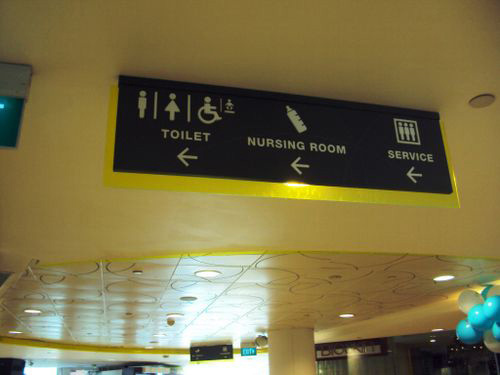 TOILET
NURSING ROOM
SERVICE
EXIT